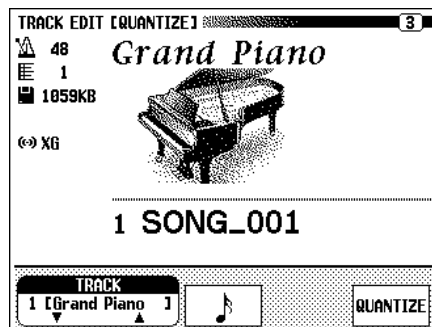 TRACK EDIT [QUANTIZE] 3
48
1
1059KB
XG
Grand Piano
1 SONG_001
TRACK
1 [Grand Piano ]
QUANTIZE